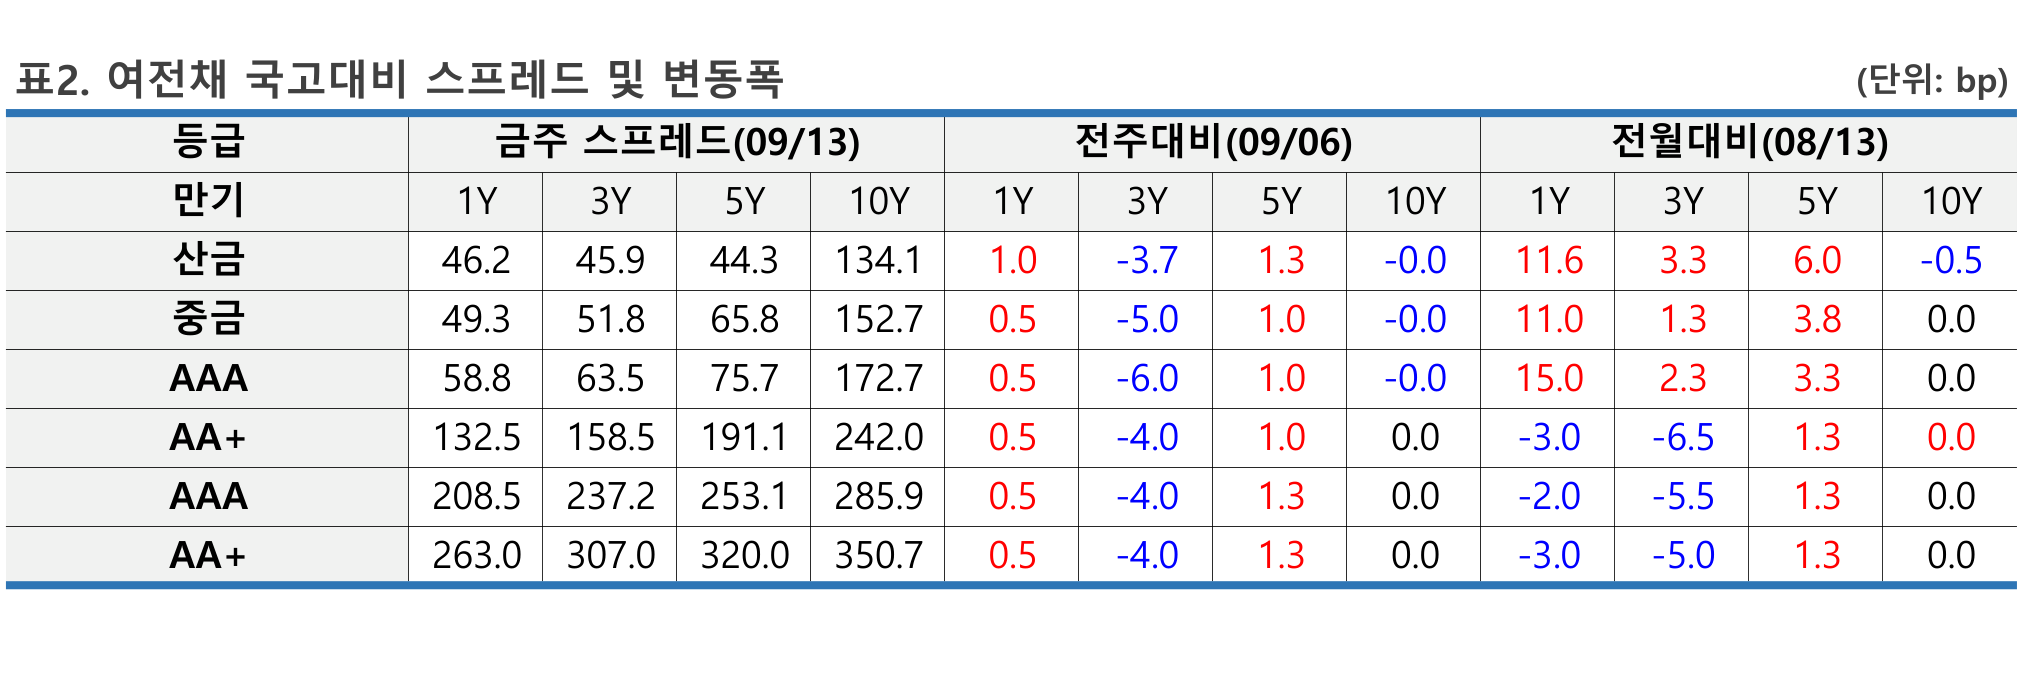 표2. 여전채 국고대비 스프레드 및 변동폭 (단위: bp)
등급 금주 스프레드(09/13) 전주대비(09/06) 전월대비(08/13)
만기 1Y 3Y 5Y 10Y 1Y 3Y 5Y 10Y 1Y 3Y 5Y 10Y
산금 46.2 45.9 44.3 134.1 1.0 -3.7 1.3 -0.0 11.6 3.3 6.0 -0.5
중금 49.3 51.8 65.8 152.7 0.5 -5.0 1.0 -0.0 11.0 1.3 3.8 0.0
AAA 58.8 63.5 75.7 172.7 0.5 -6.0 1.0 -0.0 15.0 2.3 3.3 0.0
AA+ 132.5 158.5 191.1 242.0 0.5 -4.0 1.0 0.0 -3.0 -6.5 1.3 0.0
AAA 208.5 237.2 253.1 285.9 0.5 -4.0 1.3 0.0 -2.0 -5.5 1.3 0.0
AA+ 263.0 307.0 320.0 350.7 0.5 -4.0 1.3 0.0 -3.0 -5.0 1.3 0.0